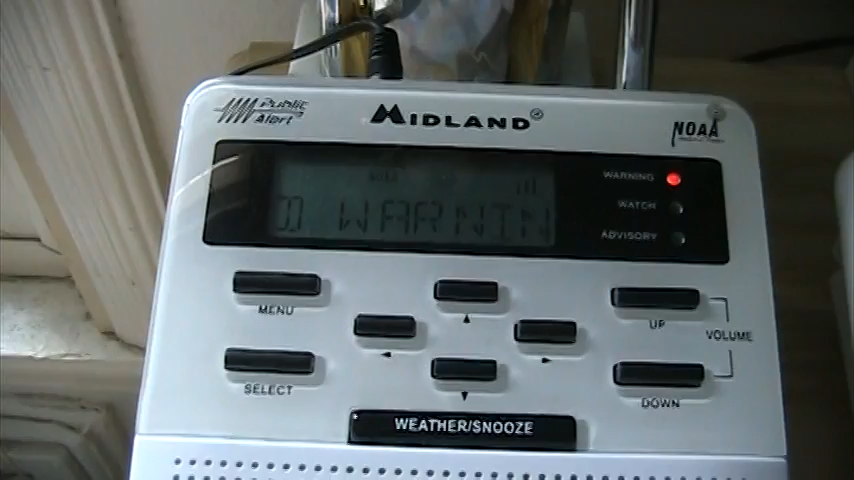 Public
Alert
MIDLAND®
NOAA
D WARNIN
WARNING
WATCH
ADVISORY
MENU
SELECT
UP
VOLUME
DOWN
WEATHER/SNOOZE